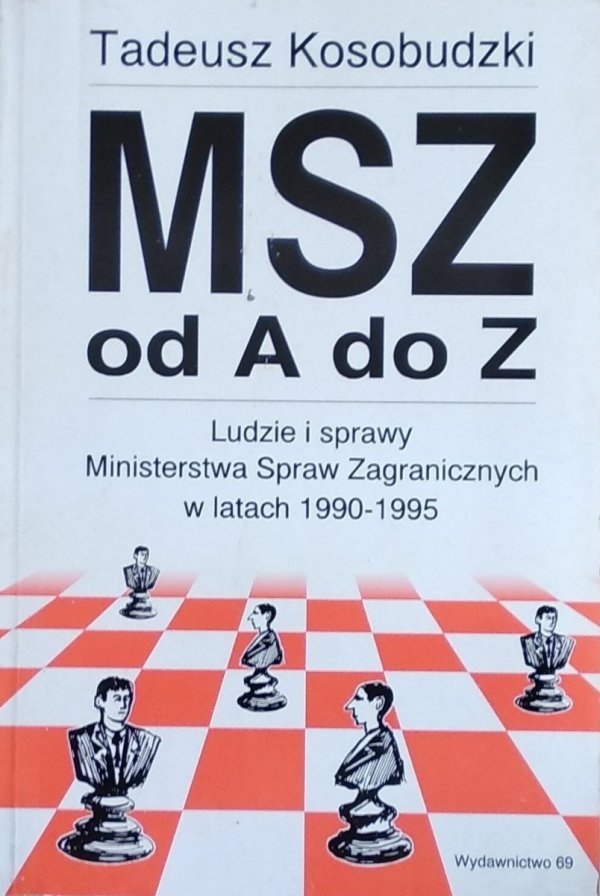 Tadeusz Kosobudzki
MSZ
od A do Z
Ludzie i sprawy
Ministerstwa Spraw Zagranicznych
w latach 1990-1995
Wydawnictwo 69